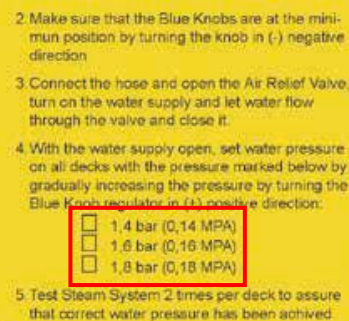 2. Make sure that the Blue Knobs are at the mini-
mun position by turning the knob in (-) negative
direction
3. Connect the hose and open the Air Relief Valve,
turn on the water supply and let water flow
through the valve and close it.
4. With the water supply open, set water pressure
on all decks with the pressure marked below by
gradually increasing the pressure by turning the
Blue Knob regulator in (+) positive direction:
1,4 bar (0,14 MPA)
1,6 bar (0,16 MPA)
1,8 bar (0,18 MPA)
5. Test Steam System 2 times per deck to assure
that correct water pressure has been achived